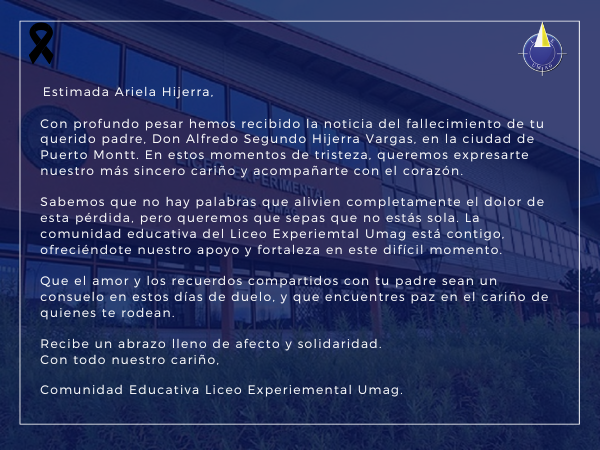 Estimada Ariela Hijerra,
Con profundo pesar hemos recibido la noticia del fallecimiento de tu
querido padre, Don Alfredo Segundo Hijerra Vargas, en la ciudad de
Puerto Montt. En estos momentos de tristeza, queremos expresarte
nuestro más sincero cariño y acompañarte con el corazón.
Sabemos que no hay palabras que alivien completamente el dolor de
esta pérdida, pero queremos que sepas que no estás sola. La
comunidad educativa del Liceo Experiemtal Umag está contigo,
ofreciéndote nuestro apoyo y fortaleza en este difícil momento.
Que el amor y los recuerdos compartidos con tu padre sean un
consuelo en estos días de duelo, y que encuentres paz en el cariño de
quienes te rodean.
Recibe un abrazo lleno de afecto y solidaridad.
Con todo nuestro cariño,
Comunidad Educativa Liceo Experiemental Umag.